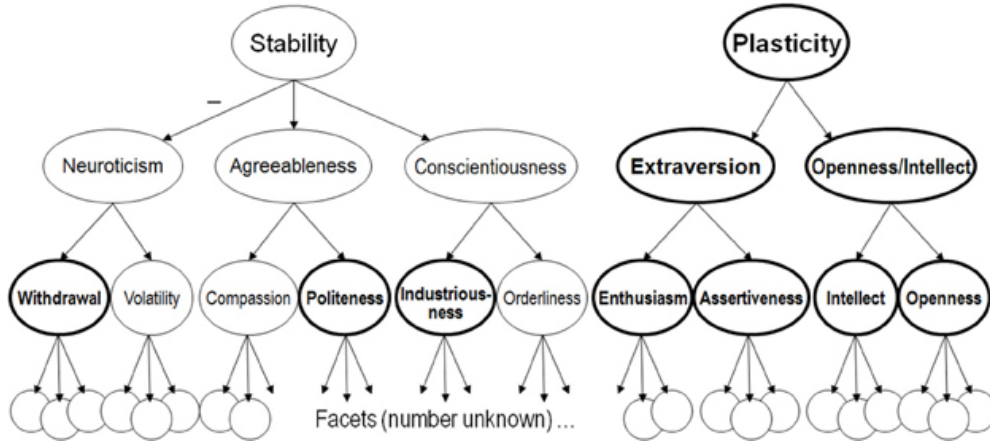 Stability
Plasticity
–
Neuroticism
Agreeableness
Conscientiousness
Extraversion
Openness/Intellect
Withdrawal
Volatility
Compassion
Politeness
Industrious-
ness
Orderliness
Enthusiasm
Assertiveness
Intellect
Openness
Facets (number unknown) ...